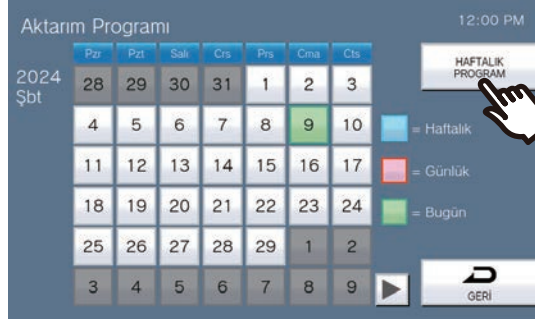 Aktarım Programı
12:00 PM
2024
Şbt
Pzr Pzt Salı Crs Prs Cma Cts
28 29 30 31 1 2 3
4 5 6 7 8 9 10
11 12 13 14 15 16 17
18 19 20 21 22 23 24
25 26 27 28 29 1 2
3 4 5 6 7 8 9
HAFTALIK
PROGRAM
= Haftalık
= Günlük
= Bugün
GERİ